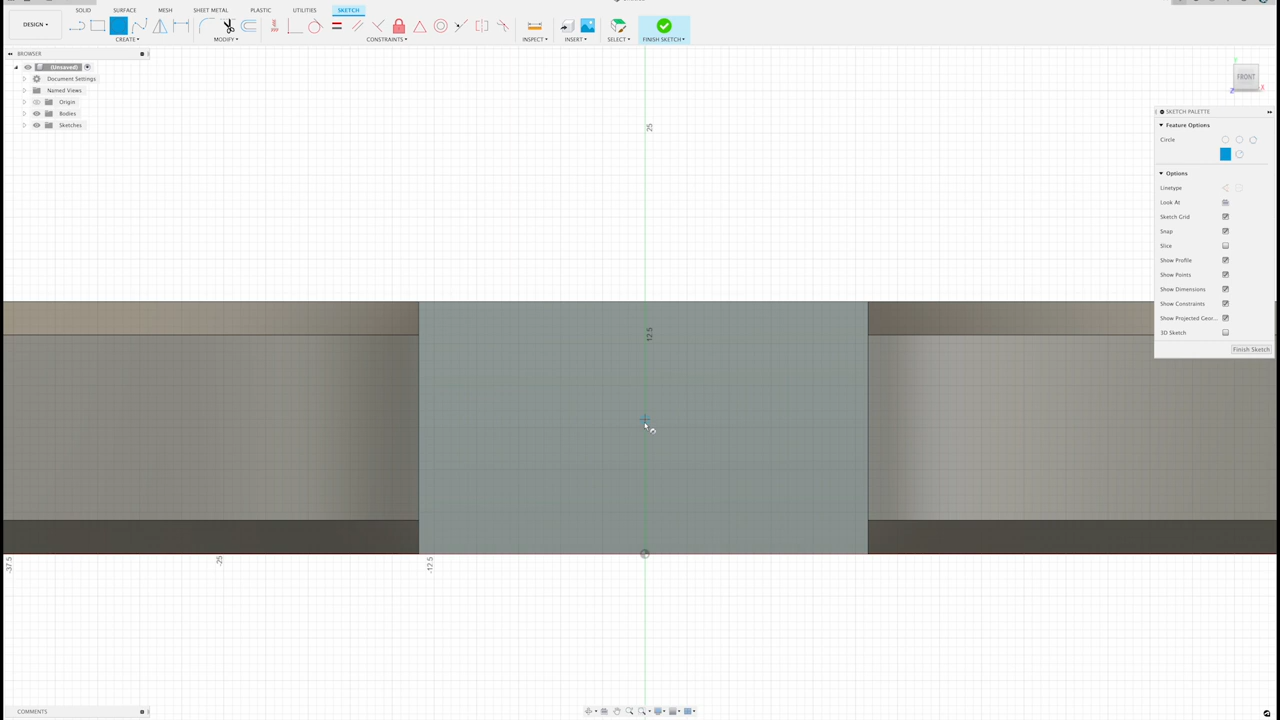 SOLID SURFACE MESH SHEET METAL PLASTIC UTILITIES SKETCH
DESIGN
CREATE MODIFY CONSTRAINTS INSPECT INSERT SELECT FINISH SKETCH
BROWSER
(Unsaved)
Document Settings
Named Views
Origin
Bodies
Sketches
FRONT
SKETCH PALETTE
Feature Options
Circle
Options
Linetype
Look At
Sketch Grid
Snap
Slice
Show Profile
Show Points
Show Dimensions
Show Constraints
Show Projected Geor...
3D Sketch
Finish Sketch
25
12.5
-37.5
-25
-12.5
X
Y
Z
COMMENTS